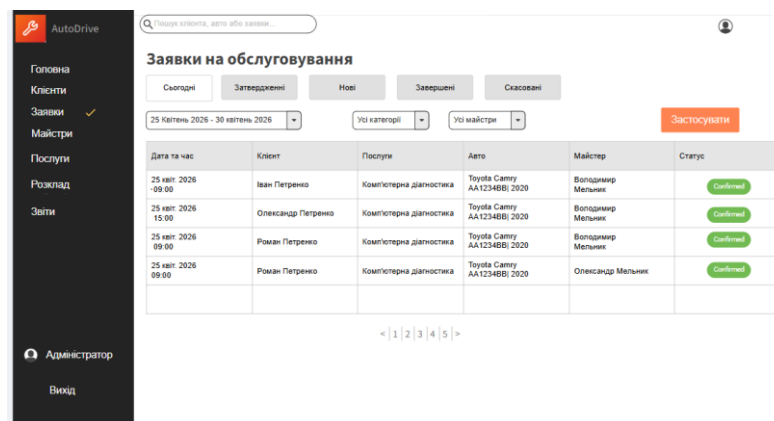 AutoDrive
Пошук клієнта, авто або заявки...
Головна
Клієнти
Заявки
Майстри
Послуги
Розклад
Звіти
Адміністратор
Вихід
Заявки на обслуговування
Сьогодні Затвердженні Нові Завершені Скасовані
25 Квітень 2026 - 30 квітень 2026 Усі категорії Усі майстри Застосувати
Дата та час Клієнт Послуги Авто Майстер Статус
25 квіт. 2026
-09:00 Іван Петренко Комп'ютерна діагностика Toyota Camry
AA1234BB| 2020 Володимир
Мельник Confirmed
25 квіт. 2026
15:00 Олександр Петренко Комп'ютерна діагностика Toyota Camry
AA1234BB| 2020 Володимир
Мельник Confirmed
25 квіт. 2026
09:00 Роман Петренко Комп'ютерна діагностика Toyota Camry
AA1234BB| 2020 Володимир
Мельник Confirmed
25 квіт. 2026
09:00 Роман Петренко Комп'ютерна діагностика Toyota Camry
AA1234BB| 2020 Олександр Мельник Confirmed
< | 1 | 2 | 3 | 4 | 5 | >